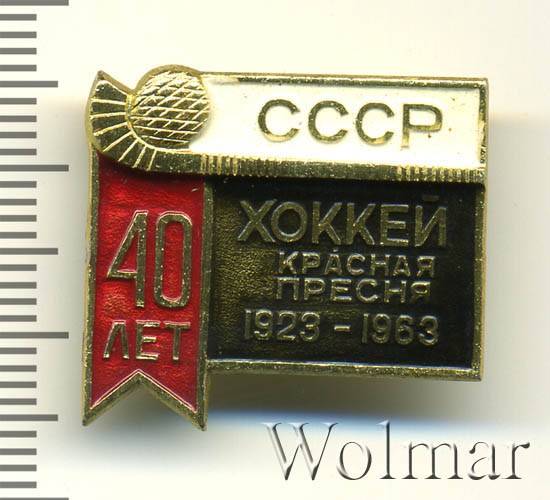 СССР
40
ЛЕТ
ХОККЕЙ
КРАСНАЯ
ПРЕСНЯ
1923-1963
Wolmar